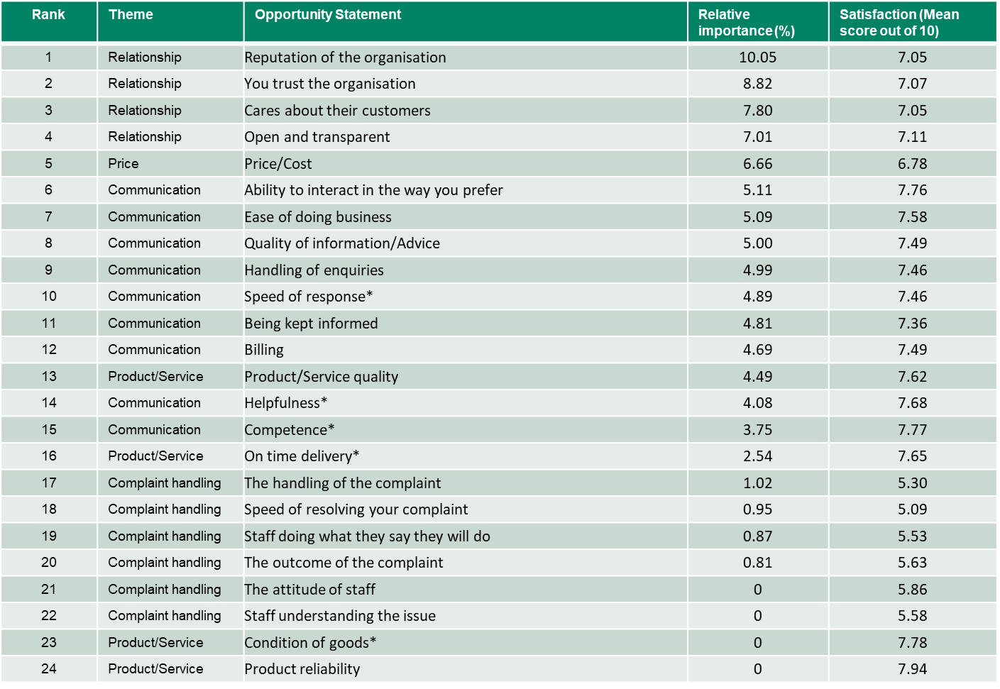 Rank Theme Opportunity Statement Relative importance (%) Satisfaction (Mean score out of 10)
1 Relationship Reputation of the organisation 10.05 7.05
2 Relationship You trust the organisation 8.82 7.07
3 Relationship Cares about their customers 7.80 7.05
4 Relationship Open and transparent 7.01 7.11
5 Price Price/Cost 6.66 6.78
6 Communication Ability to interact in the way you prefer 5.11 7.76
7 Communication Ease of doing business 5.09 7.58
8 Communication Quality of information/Advice 5.00 7.49
9 Communication Handling of enquiries 4.99 7.46
10 Communication Speed of response* 4.89 7.46
11 Communication Being kept informed 4.81 7.36
12 Communication Billing 4.69 7.49
13 Product/Service Product/Service quality 4.49 7.62
14 Communication Helpfulness* 4.08 7.68
15 Communication Competence* 3.75 7.77
16 Product/Service On time delivery* 2.54 7.65
17 Complaint handling The handling of the complaint 1.02 5.30
18 Complaint handling Speed of resolving your complaint 0.95 5.09
19 Complaint handling Staff doing what they say they will do 0.87 5.53
20 Complaint handling The outcome of the complaint 0.81 5.63
21 Complaint handling The attitude of staff 0 5.86
22 Complaint handling Staff understanding the issue 0 5.58
23 Product/Service Condition of goods* 0 7.78
24 Product/Service Product reliability 0 7.94